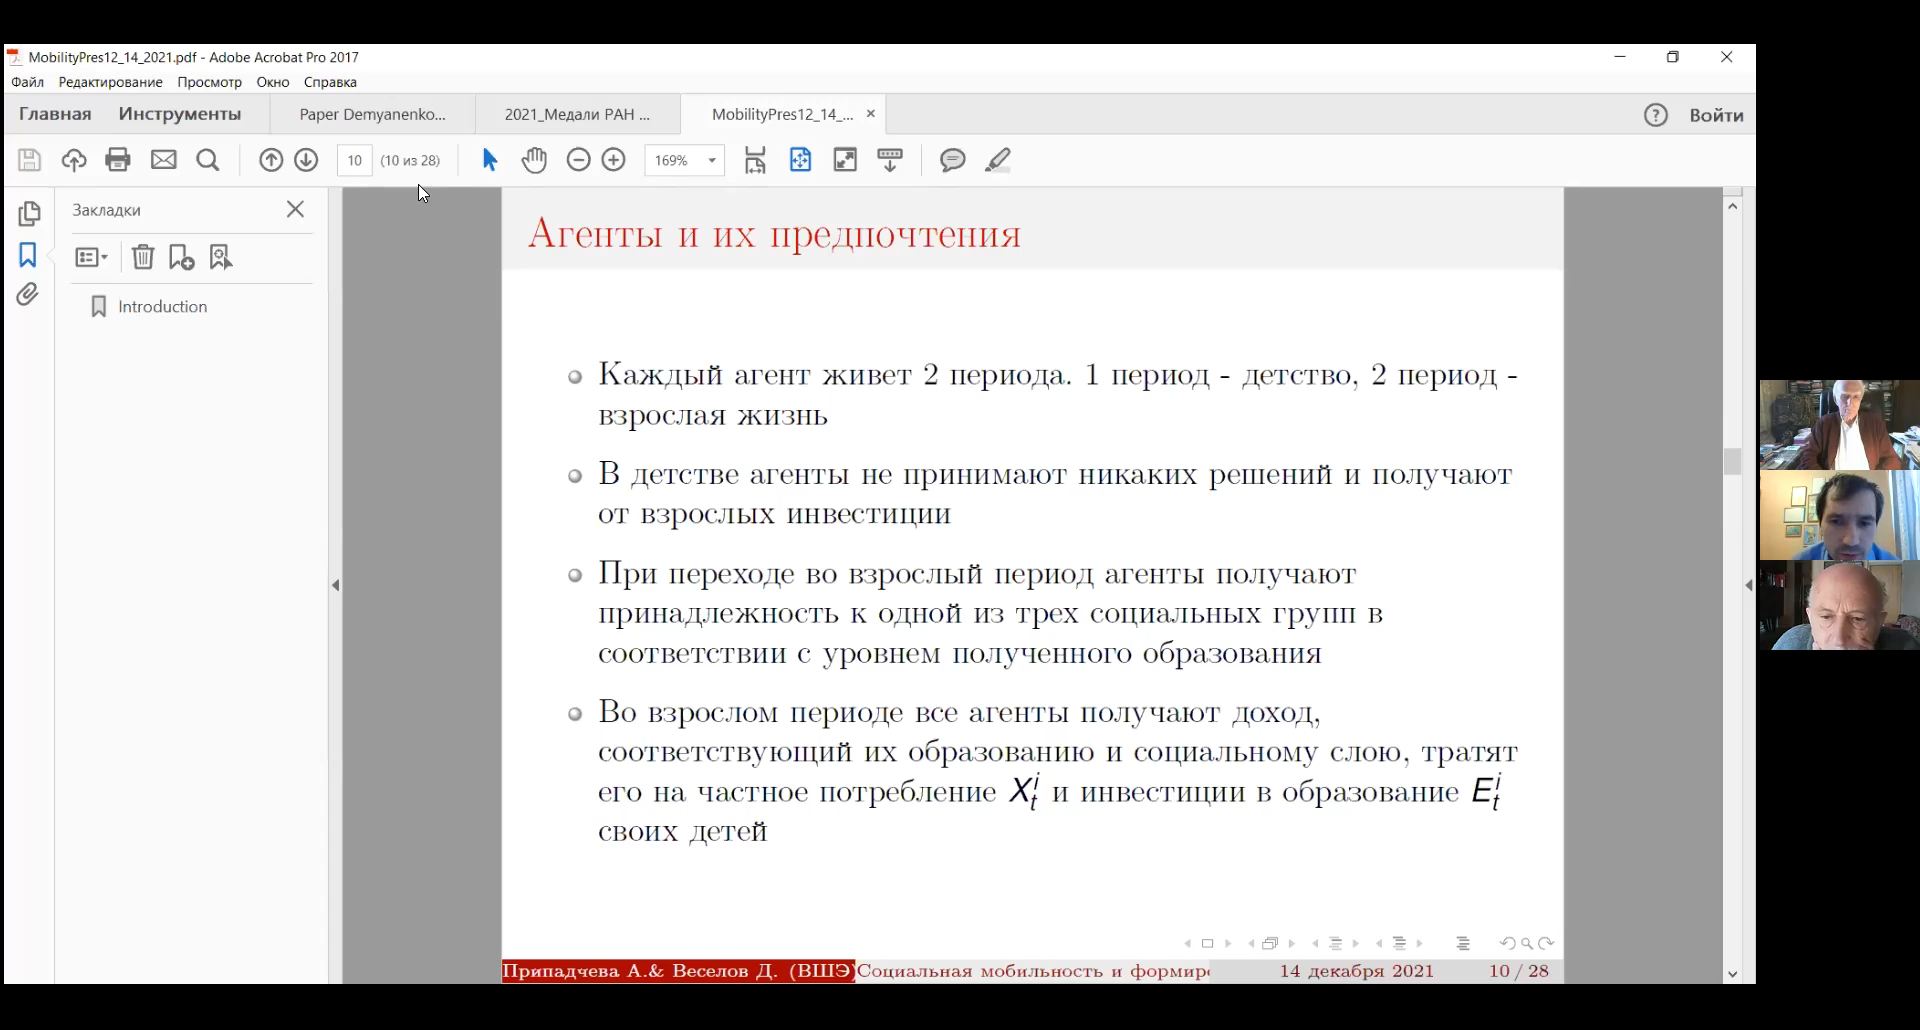 MobilityPres12_14_2021.pdf - Adobe Acrobat Pro 2017
Файл Редактирование Просмотр Окно Справка
Главная Инструменты Paper Demyanenko... 2021_Медали РАН ... MobilityPres12_14_... × ? Войти
10 (10 из 28) 169%
Закладки
Introduction
Агенты и их предпочтения
Каждый агент живет 2 периода. 1 период - детство, 2 период -
взрослая жизнь
В детстве агенты не принимают никаких решений и получают
от взрослых инвестиции
При переходе во взрослый период агенты получают
принадлежность к одной из трех социальных групп в
соответствии с уровнем полученного образования
Во взрослом периоде все агенты получают доход,
соответствующий их образованию и социальному слою, тратят
его на частное потребление X_t^i и инвестиции в образование E_t^i
своих детей
Припадчева А.& Веселов Д. (ВШЭ) Социальная мобильность и формир 14 декабря 2021 10 / 28